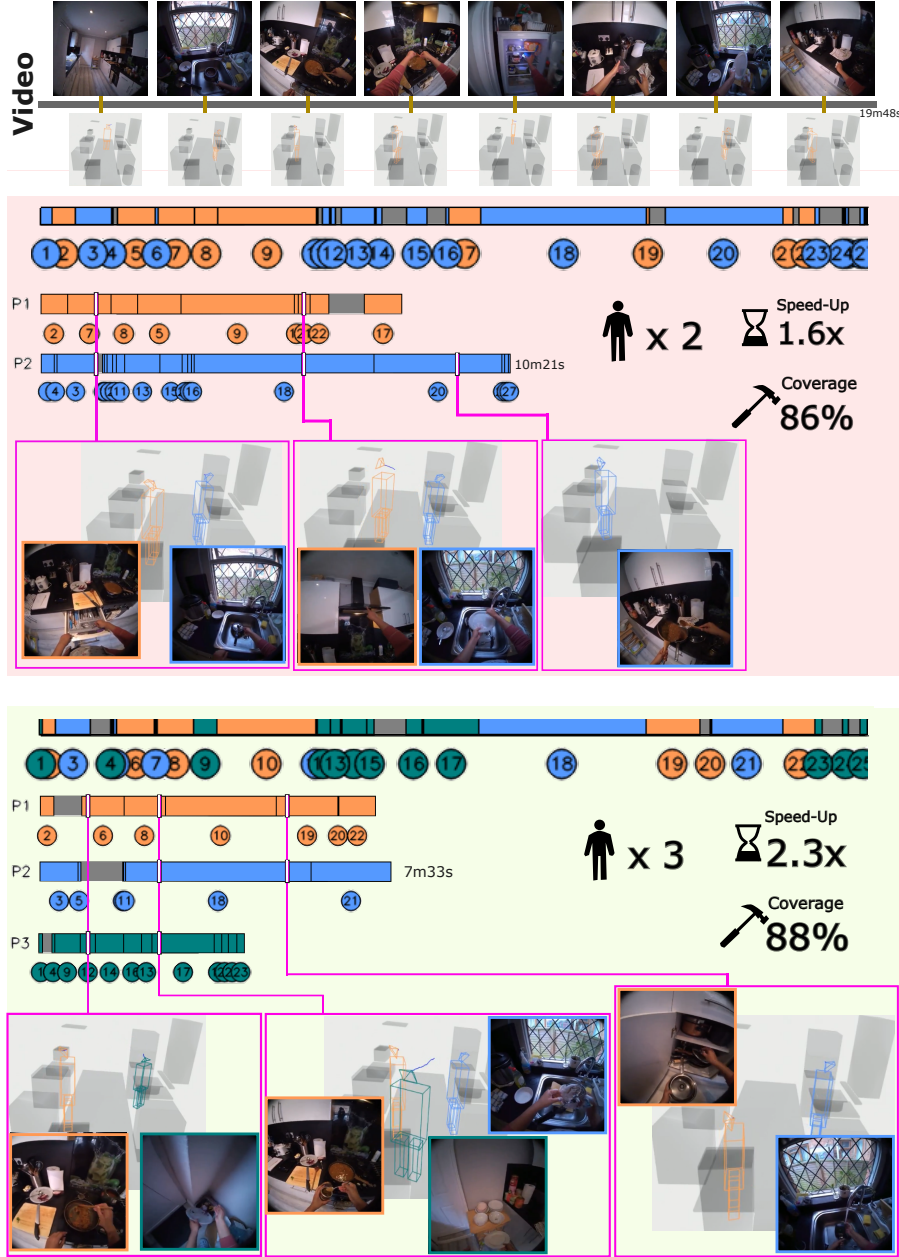 Video
19m48s
1 2 3 4 5 6 7 8 9 12 13 14 15 16 17 18 19 20 23 24
P1
2 7 8 5 9 22 17
P2
10m21s
4 3 11 13 15 16 18 20 27
x 2
Speed-Up
1.6x
Coverage
86%
1 3 4 6 7 8 9 10 13 15 16 17 18 19 20 21 22 23 25
P1
2 6 8 10 19 20 22
P2
7m33s
3 5 11 18 21
P3
1 4 9 12 14 16 13 17 23
x 3
Speed-Up
2.3x
Coverage
88%